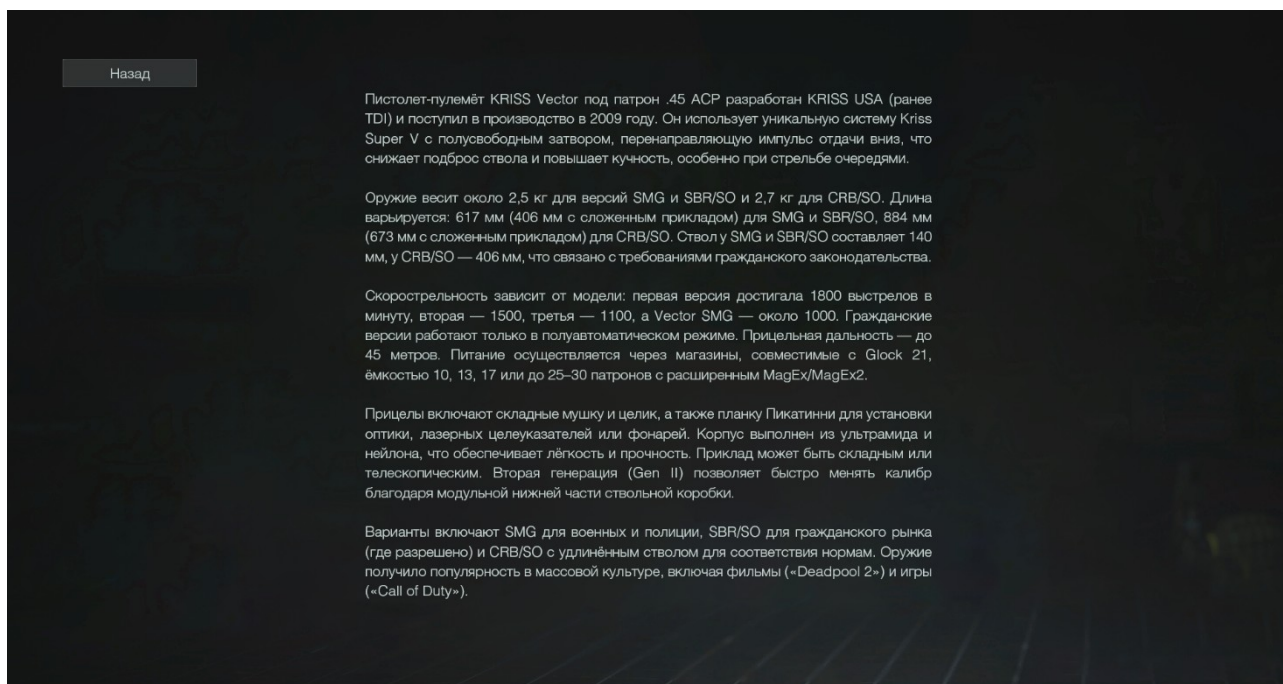 Назад
Пистолет-пулемёт KRISS Vector под патрон .45 ACP разработан KRISS USA (ранее
TDI) и поступил в производство в 2009 году. Он использует уникальную систему Kriss
Super V с полусвободным затвором, перенаправляющую импульс отдачи вниз, что
снижает подброс ствола и повышает кучность, особенно при стрельбе очередями.
Оружие весит около 2,5 кг для версий SMG и SBR/SO и 2,7 кг для CRB/SO. Длина
варьируется: 617 мм (406 мм с сложенным прикладом) для SMG и SBR/SO, 884 мм
(673 мм с сложенным прикладом) для CRB/SO. Ствол у SMG и SBR/SO составляет 140
мм, у CRB/SO — 406 мм, что связано с требованиями гражданского законодательства.
Скорострельность зависит от модели: первая версия достигала 1800 выстрелов в
минуту, вторая — 1500, третья — 1100, а Vector SMG — около 1000. Гражданские
версии работают только в полуавтоматическом режиме. Прицельная дальность — до
45 метров. Питание осуществляется через магазины, совместимые с Glock 21,
ёмкостью 10, 13, 17 или до 25–30 патронов с расширенным MagEx/MagEx2.
Прицелы включают складные мушку и целик, а также планку Пикатинни для установки
оптики, лазерных целеуказателей или фонарей. Корпус выполнен из ультрамида и
нейлона, что обеспечивает лёгкость и прочность. Приклад может быть складным или
телескопическим. Вторая генерация (Gen II) позволяет быстро менять калибр
благодаря модульной нижней части ствольной коробки.
Варианты включают SMG для военных и полиции, SBR/SO для гражданского рынка
(где разрешено) и CRB/SO с удлинённым стволом для соответствия нормам. Оружие
получило популярность в массовой культуре, включая фильмы («Deadpool 2») и игры
(«Call of Duty»).